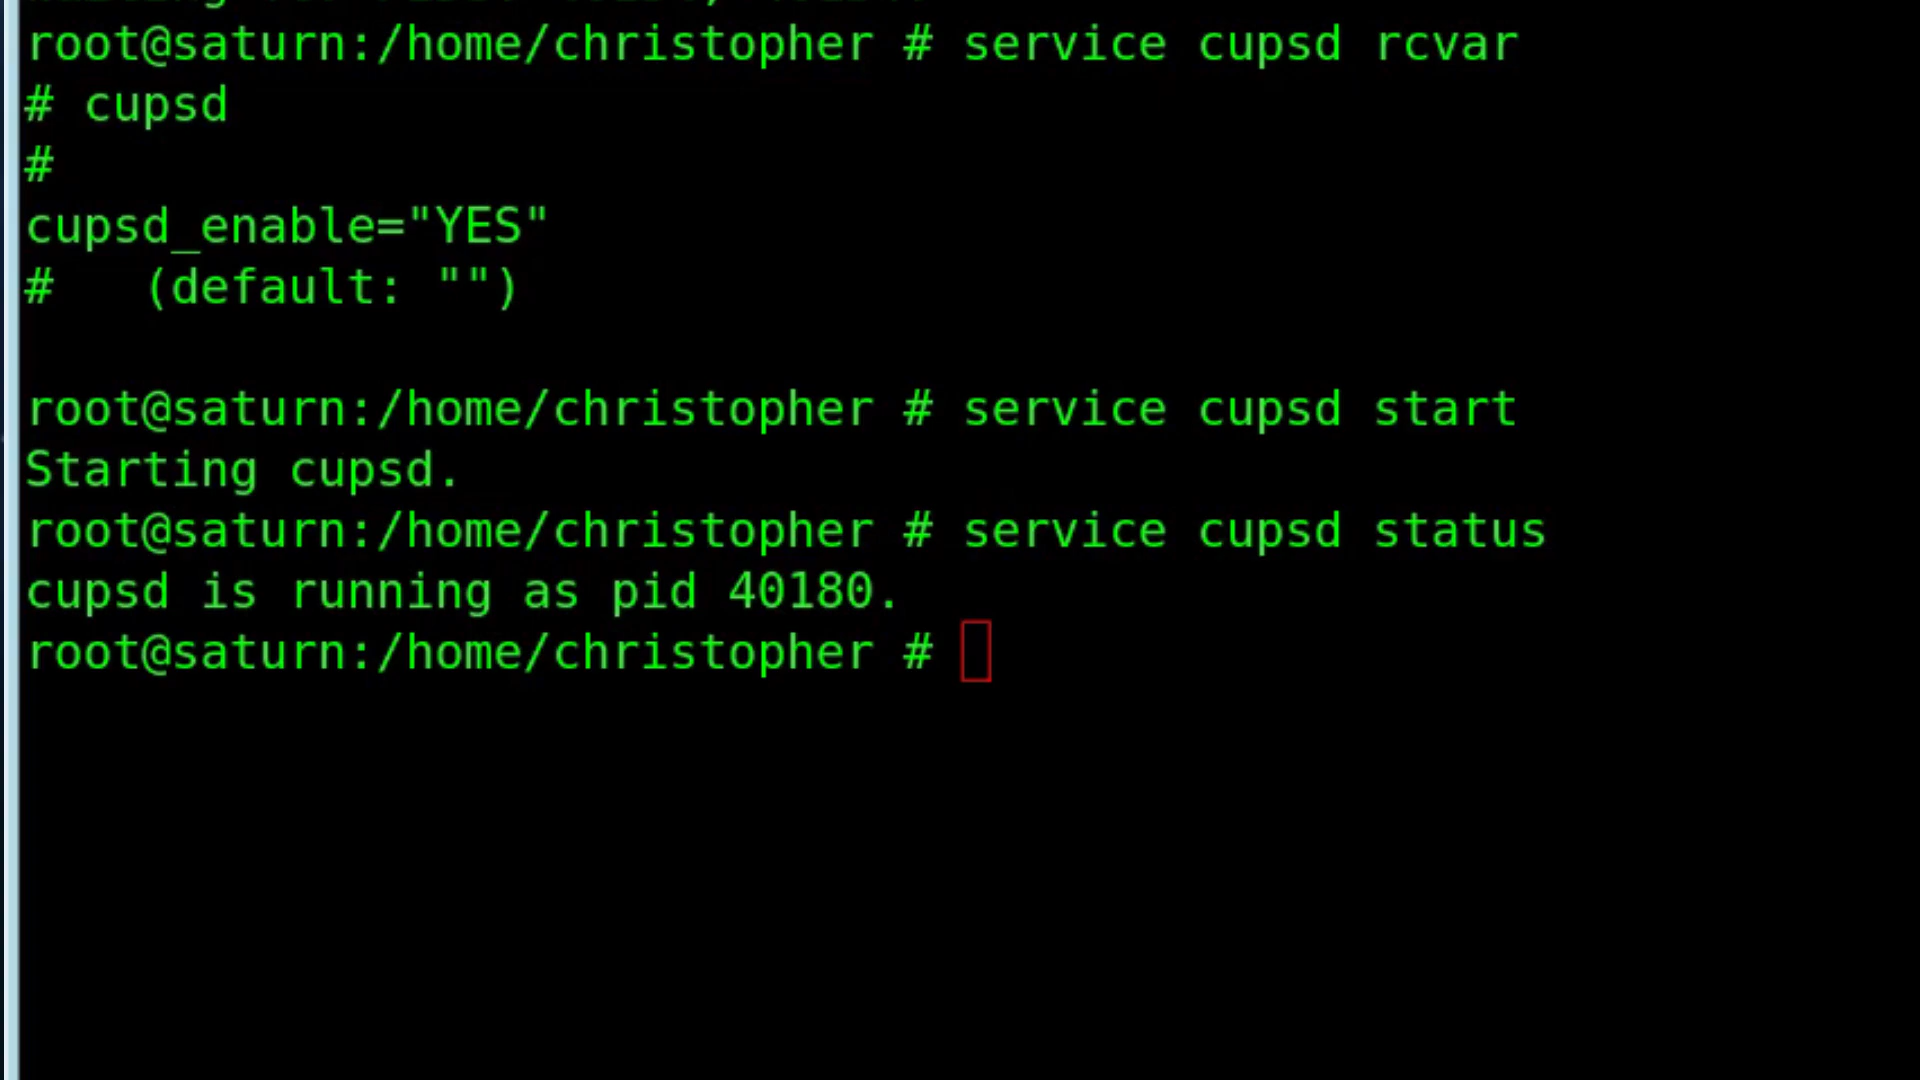 root@saturn:/home/christopher # service cupsd rcvar
# cupsd
#
cupsd_enable="YES"
#   (default: "")
root@saturn:/home/christopher # service cupsd start
Starting cupsd.
root@saturn:/home/christopher # service cupsd status
cupsd is running as pid 40180.
root@saturn:/home/christopher #